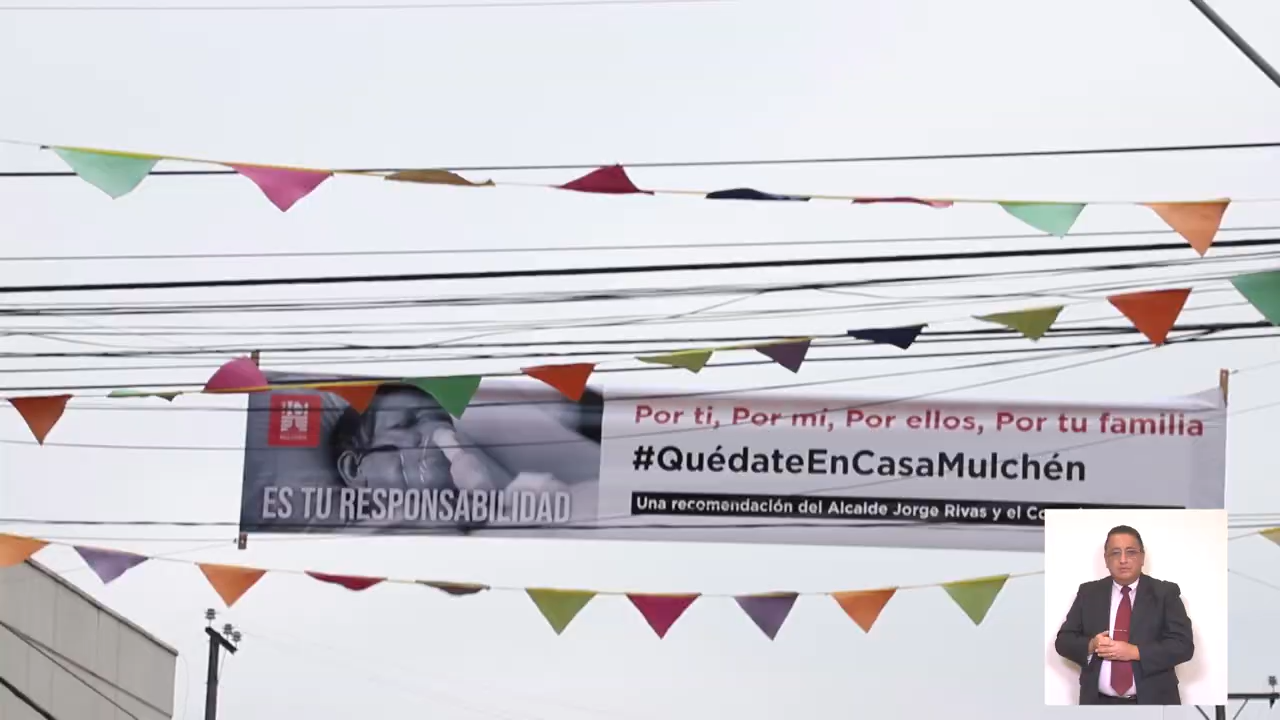 Por ti, Por mí, Por ellos, Por tu familia
#QuédateEnCasaMulchén
Una recomendación del Alcalde Jorge Rivas y el
ES TU RESPONSABILIDAD